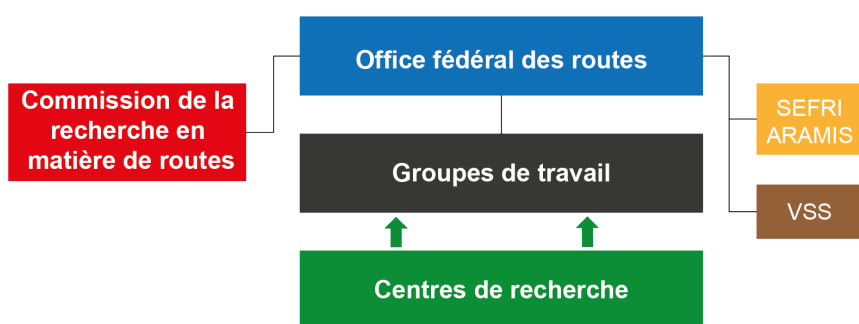 Office fédéral des routes
Commission de la
recherche en
matière de routes
SEFRI
ARAMIS
Groupes de travail
VSS
Centres de recherche